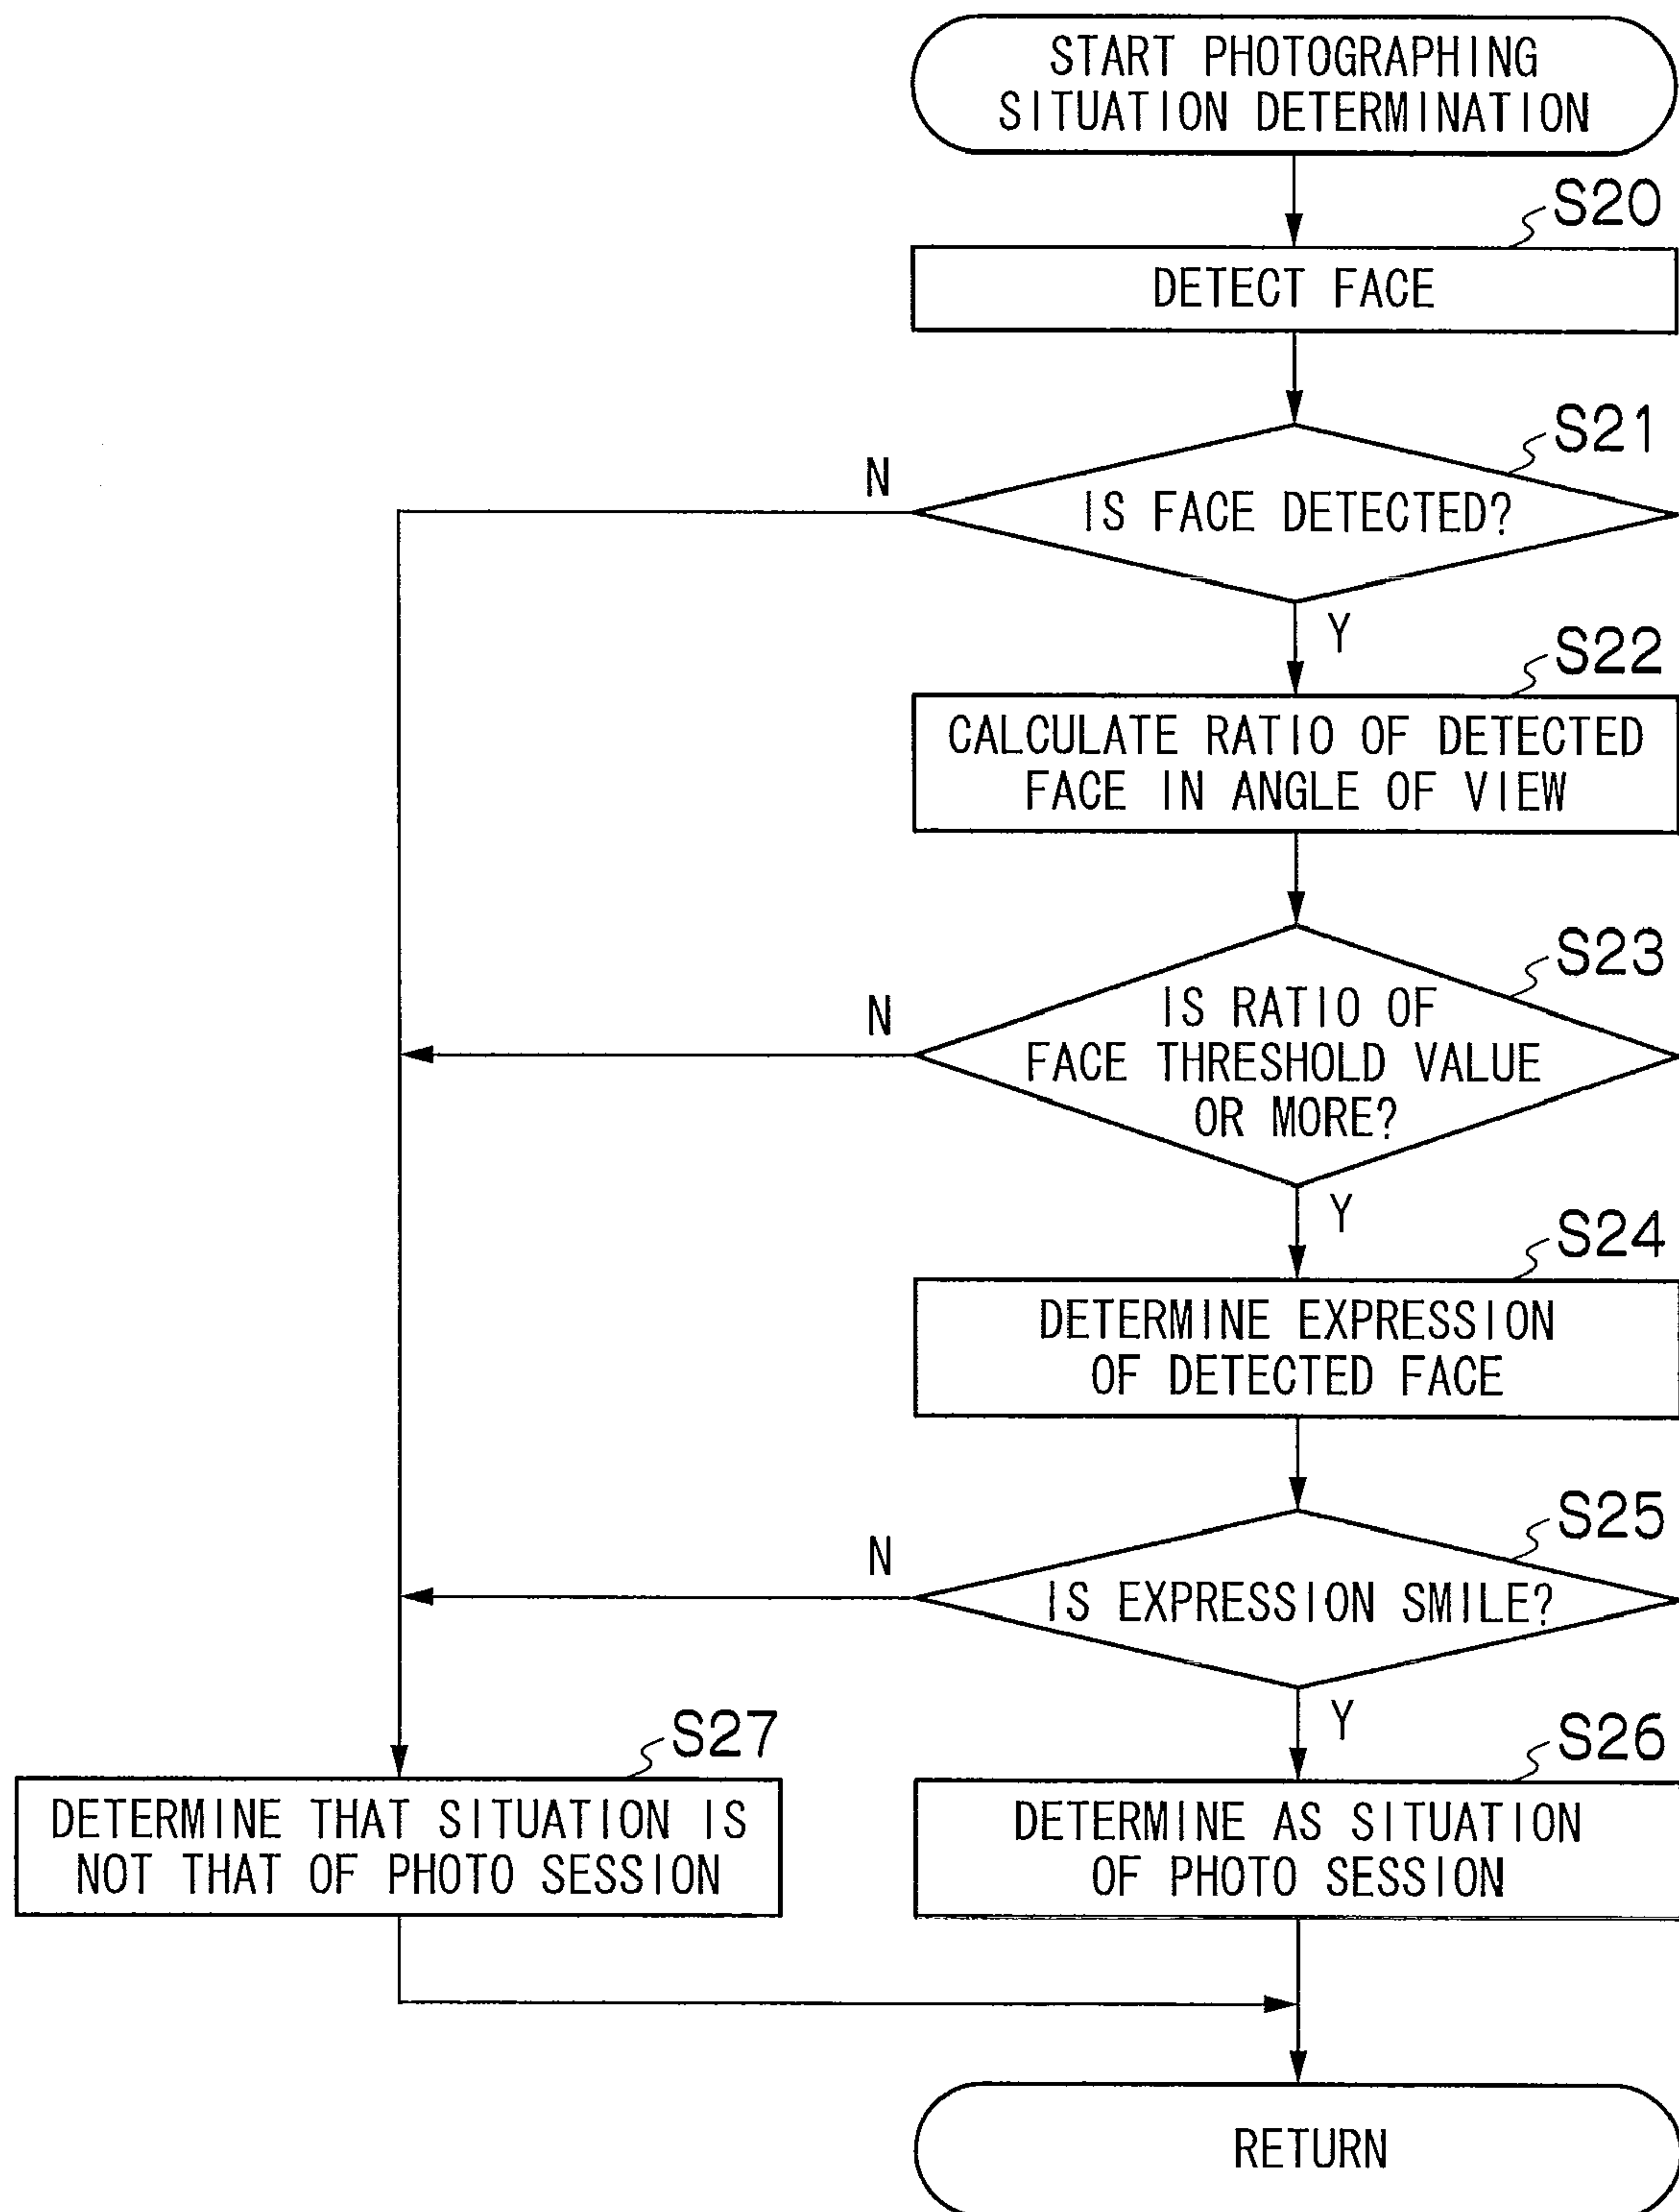 START PHOTOGRAPHING
SITUATION DETERMINATION
S20
DETECT FACE
S21
N
IS FACE DETECTED?
Y
S22
CALCULATE RATIO OF DETECTED
FACE IN ANGLE OF VIEW
S23
N
IS RATIO OF
FACE THRESHOLD VALUE
OR MORE?
Y
S24
DETERMINE EXPRESSION
OF DETECTED FACE
S25
N
IS EXPRESSION SMILE?
Y
S27
S26
DETERMINE THAT SITUATION IS
NOT THAT OF PHOTO SESSION
DETERMINE AS SITUATION
OF PHOTO SESSION
RETURN